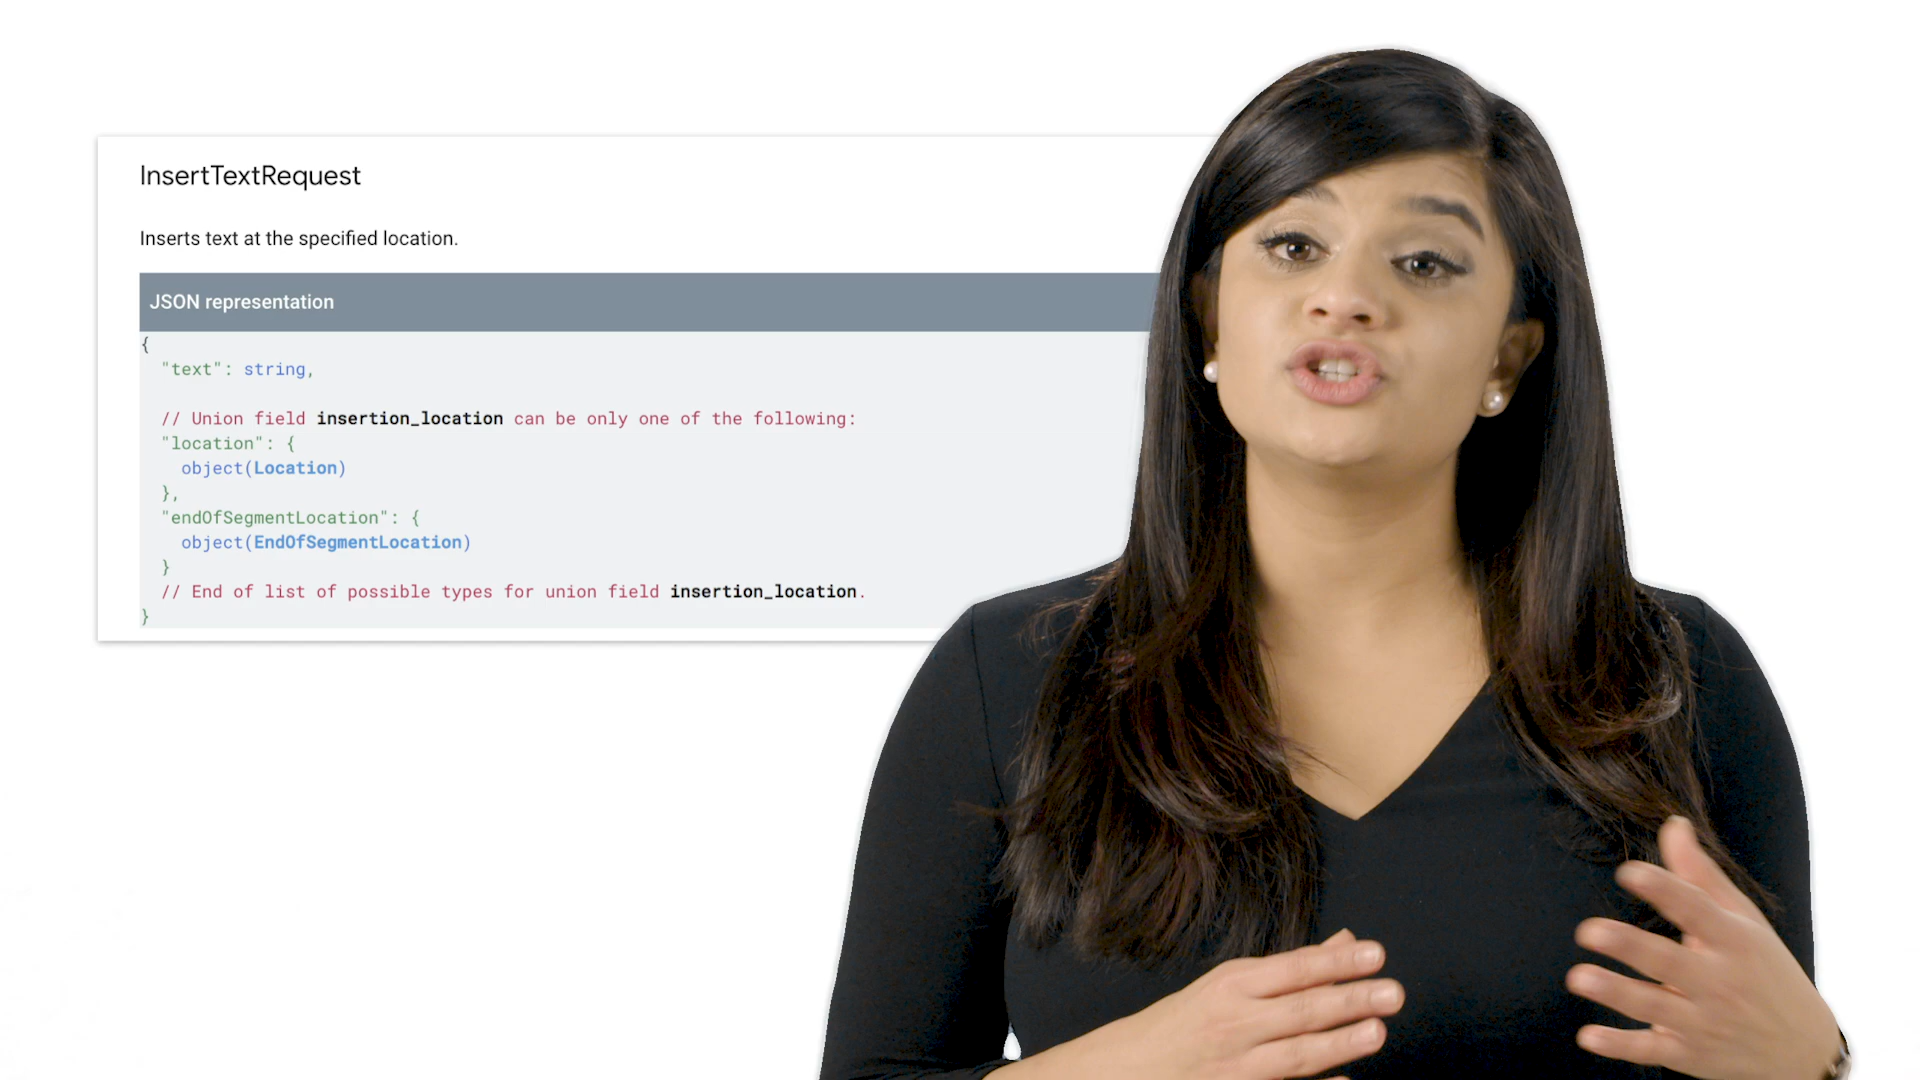 InsertTextRequest
Inserts text at the specified location.
JSON representation
{
"text": string,
// Union field insertion_location can be only one of the following:
"location": {
object(Location)
},
"endOfSegmentLocation": {
object(EndOfSegmentLocation)
}
// End of list of possible types for union field insertion_location.
}